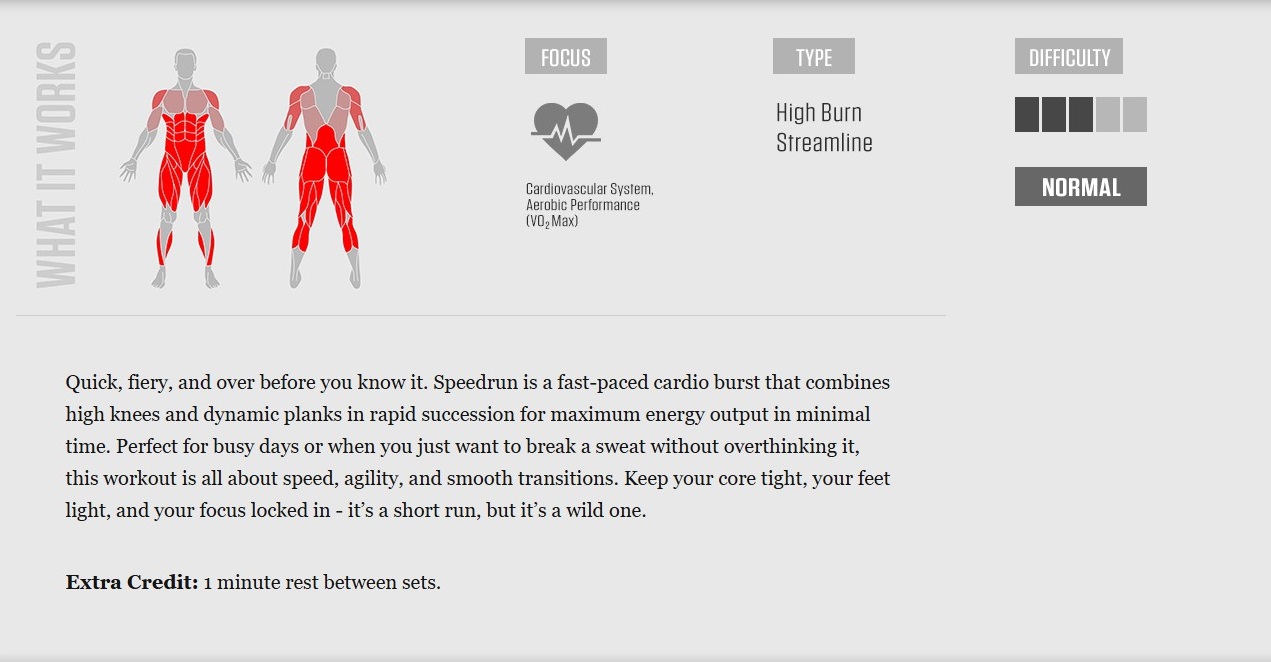 WHAT IT WORKS
FOCUS
Cardiovascular System,
Aerobic Performance
(VO₂ Max)
TYPE
High Burn
Streamline
DIFFICULTY
NORMAL
Quick, fiery, and over before you know it. Speedrun is a fast-paced cardio burst that combines
high knees and dynamic planks in rapid succession for maximum energy output in minimal
time. Perfect for busy days or when you just want to break a sweat without overthinking it,
this workout is all about speed, agility, and smooth transitions. Keep your core tight, your feet
light, and your focus locked in - it’s a short run, but it’s a wild one.
Extra Credit: 1 minute rest between sets.